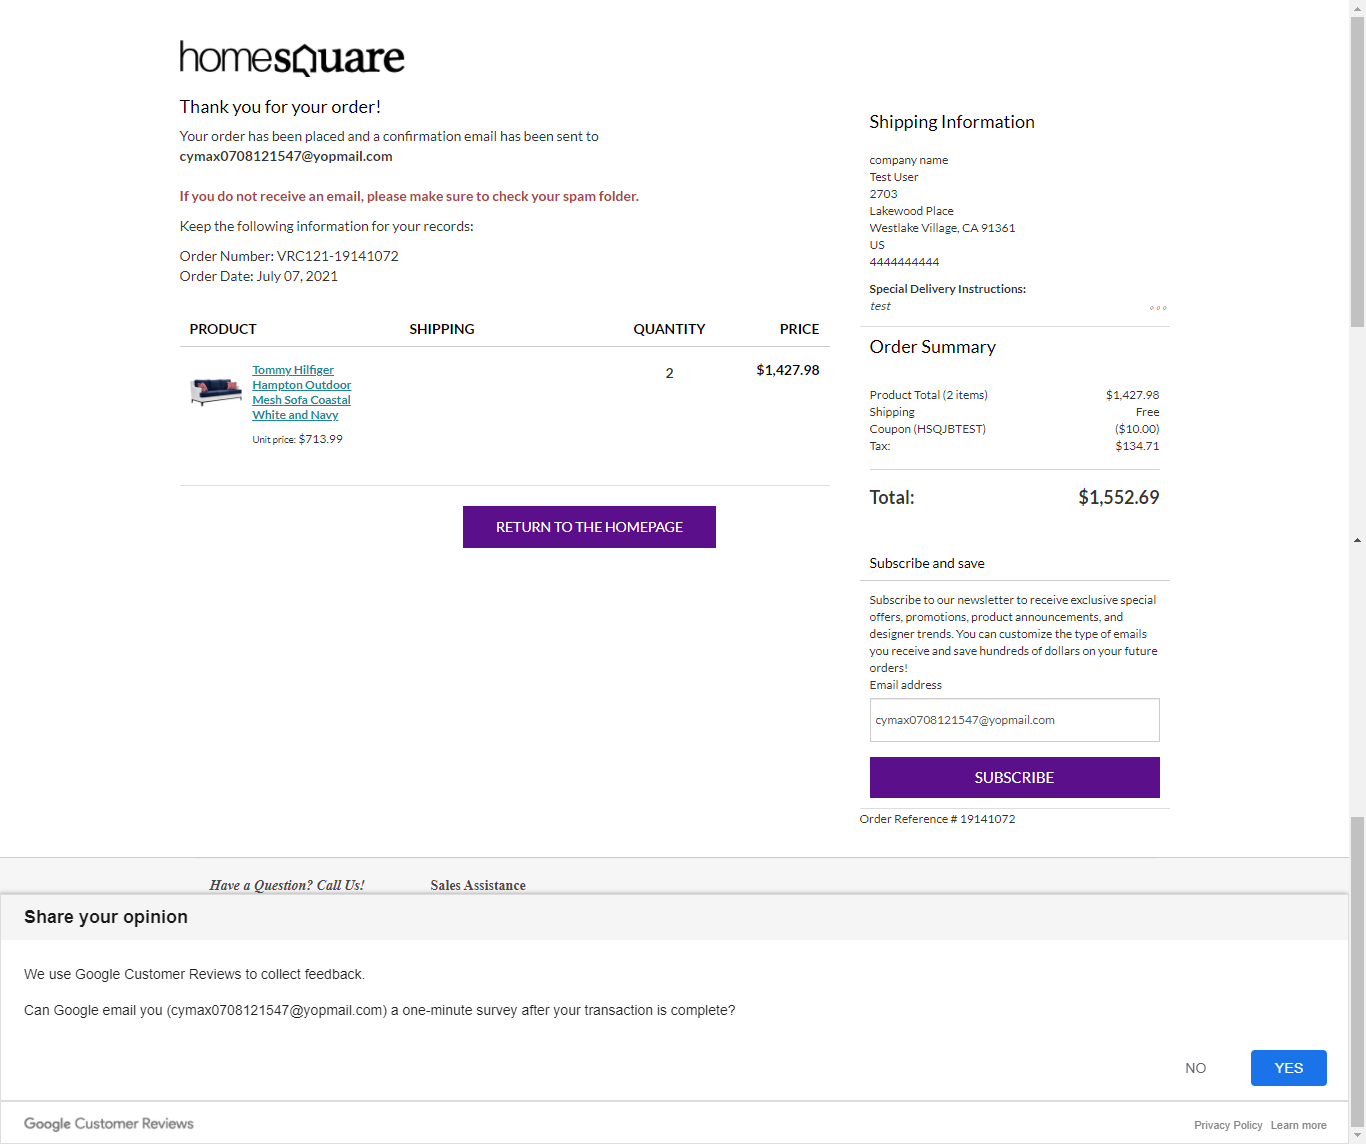 homesquare
Thank you for your order!
Your order has been placed and a confirmation email has been sent to
cymax0708121547@yopmail.com
If you do not receive an email, please make sure to check your spam folder.
Keep the following information for your records:
Order Number: VRC121-19141072
Order Date: July 07, 2021
PRODUCT SHIPPING QUANTITY PRICE
Tommy Hilfiger
Hampton Outdoor
Mesh Sofa Coastal
White and Navy
Unit price: $713.99
2
$1,427.98
RETURN TO THE HOMEPAGE
Shipping Information
company name
Test User
2703
Lakewood Place
Westlake Village, CA 91361
US
4444444444
Special Delivery Instructions:
test
Order Summary
Product Total (2 items) $1,427.98
Shipping Free
Coupon (HSQJBTEST) ($10.00)
Tax: $134.71
Total: $1,552.69
Subscribe and save
Subscribe to our newsletter to receive exclusive special
offers, promotions, product announcements, and
designer trends. You can customize the type of emails
you receive and save hundreds of dollars on your future
orders!
Email address
cymax0708121547@yopmail.com
SUBSCRIBE
Order Reference # 19141072
Have a Question? Call Us! Sales Assistance
Share your opinion
We use Google Customer Reviews to collect feedback.
Can Google email you (cymax0708121547@yopmail.com) a one-minute survey after your transaction is complete?
NO YES
Google Customer Reviews
Privacy Policy Learn more